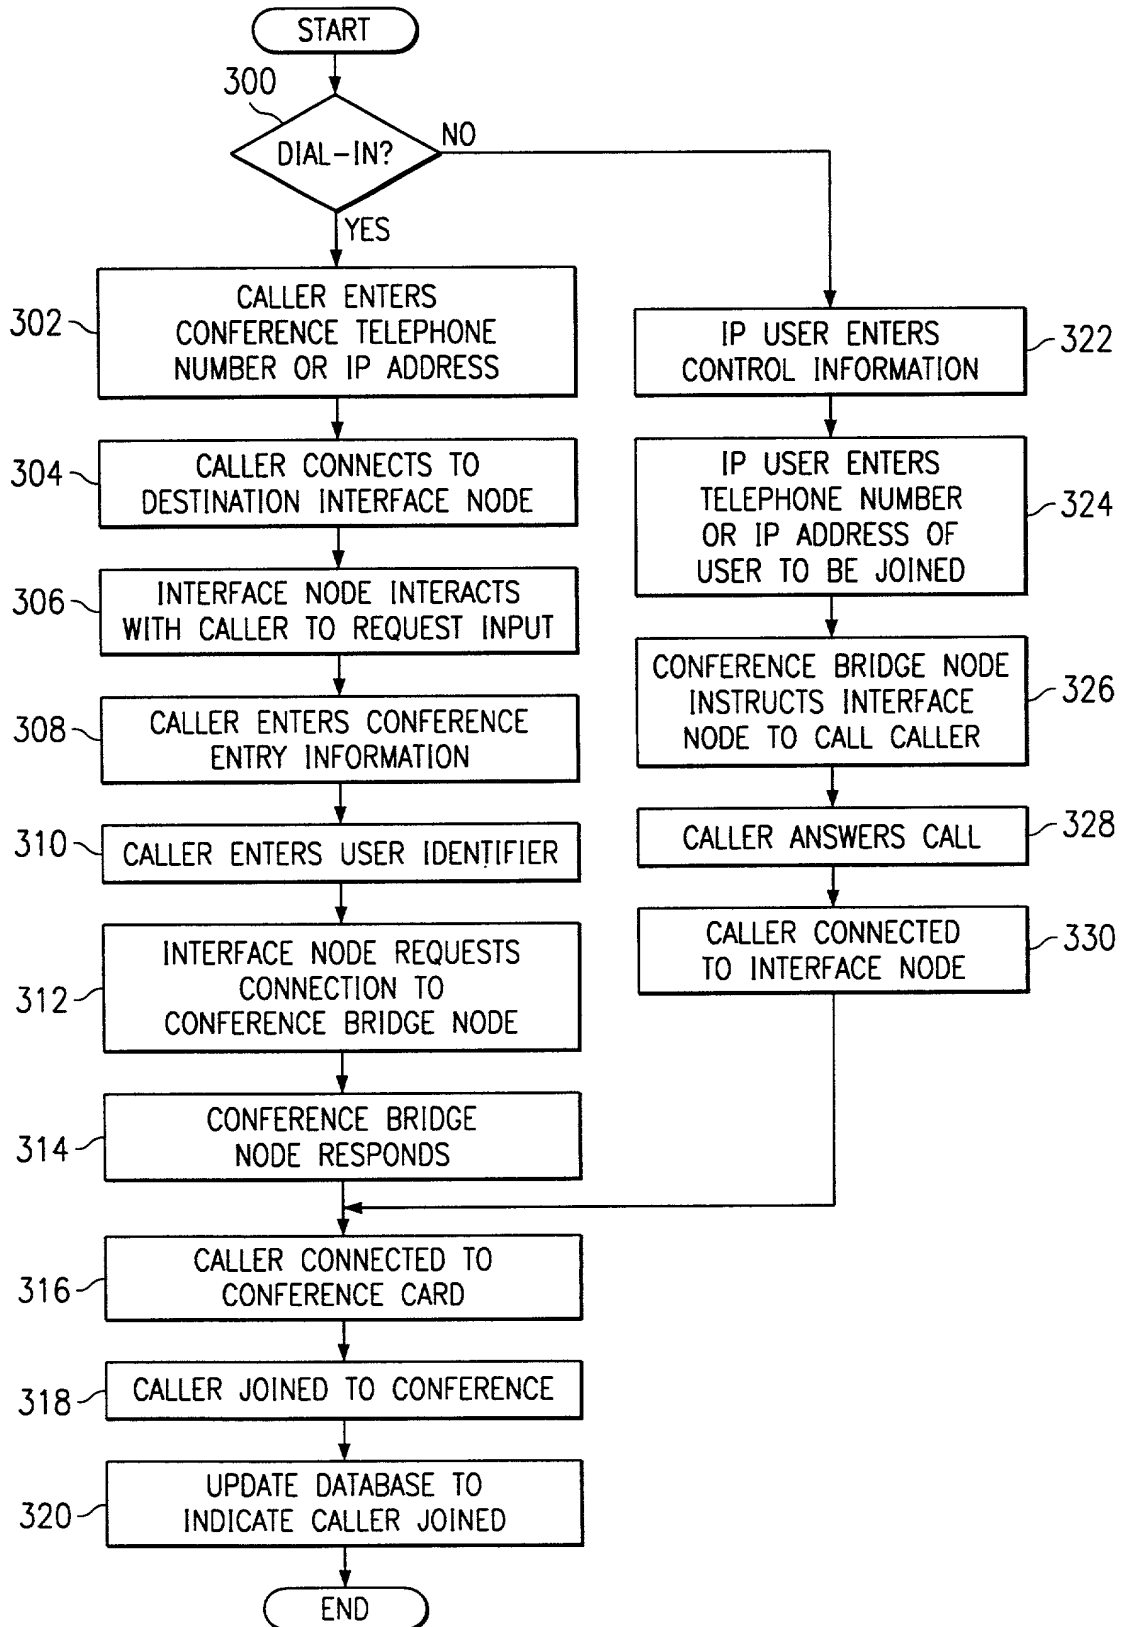 START
300
DIAL-IN?
NO
YES
302
CALLER ENTERS
CONFERENCE TELEPHONE
NUMBER OR IP ADDRESS
304
CALLER CONNECTS TO
DESTINATION INTERFACE NODE
306
INTERFACE NODE INTERACTS
WITH CALLER TO REQUEST INPUT
308
CALLER ENTERS CONFERENCE
ENTRY INFORMATION
310
CALLER ENTERS USER IDENTIFIER
312
INTERFACE NODE REQUESTS
CONNECTION TO
CONFERENCE BRIDGE NODE
314
CONFERENCE BRIDGE
NODE RESPONDS
IP USER ENTERS
CONTROL INFORMATION
322
IP USER ENTERS
TELEPHONE NUMBER
OR IP ADDRESS OF
USER TO BE JOINED
324
CONFERENCE BRIDGE NODE
INSTRUCTS INTERFACE
NODE TO CALL CALLER
326
CALLER ANSWERS CALL
328
CALLER CONNECTED
TO INTERFACE NODE
330
316
CALLER CONNECTED TO
CONFERENCE CARD
318
CALLER JOINED TO CONFERENCE
320
UPDATE DATABASE TO
INDICATE CALLER JOINED
END